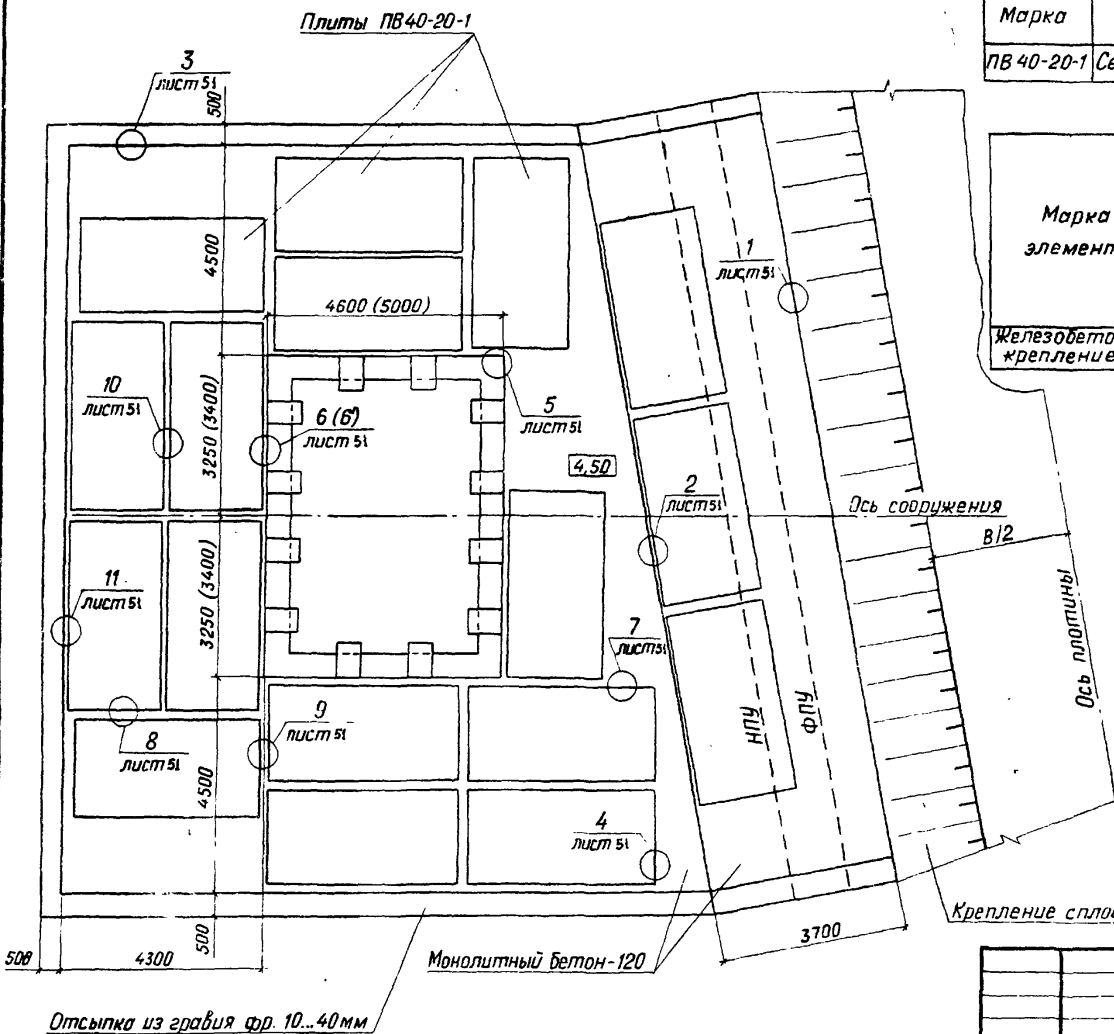 Плиты ПВ40-20-1
Марка
ПВ 40-20-1
3
лист 51
500
Марка
элемент
4500
1
лист 51
4600 (5000)
Железобето
крепление
10
лист 51
3250 (3400)
6 (6')
лист 51
5
лист 51
4,50
2
лист 51
Ось сооружения
В/2
11
лист 51
3250 (3400)
7
лист 51
Ось плотины
НПУ
ФПУ
8
лист 51
9
лист 51
4500
4
лист 51
Крепление
3700
500
4300
500
Монолитный бетон-120
Отсыпка из гравия фр. 10...40мм